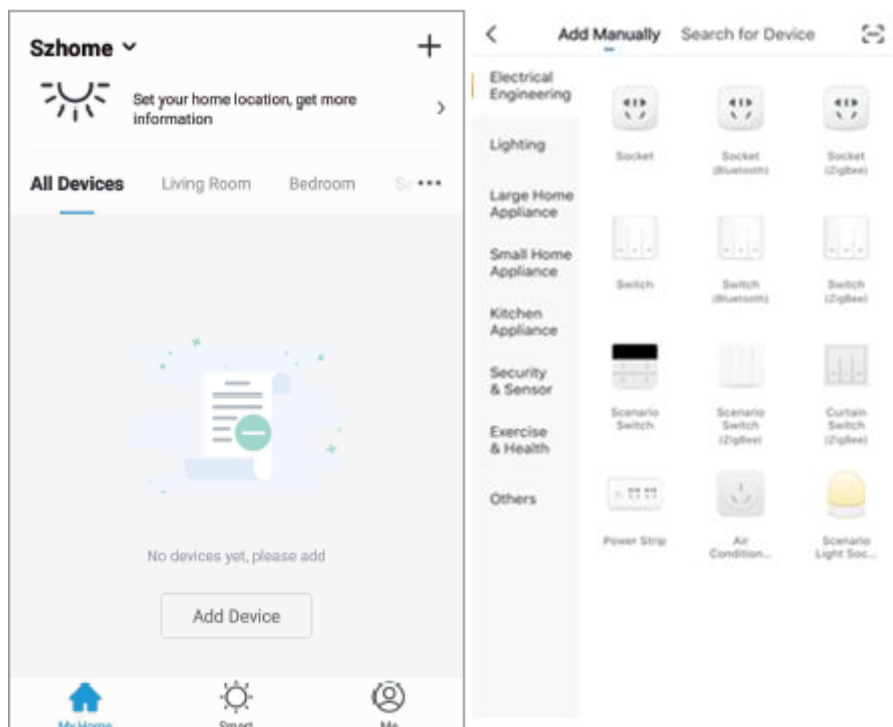 Szhome
Set your home location, get more
information
All Devices
Living Room
Bedroom
Se
No devices yet, please add
Add Device
My Home
Smart
Me
Add Manually
Search for Device
Electrical
Engineering
Lighting
Large Home
Appliance
Small Home
Appliance
Kitchen
Appliance
Security
& Sensor
Exercise
& Health
Others
Socket
Socket
(Bluetooth)
Socket
(ZigBee)
Switch
Switch
(Bluetooth)
Switch
(ZigBee)
Scenario
Switch
Scenario
Switch
(ZigBee)
Curtain
Switch
(ZigBee)
Power Strip
Air
Condition...
Scenario
Light Soc...